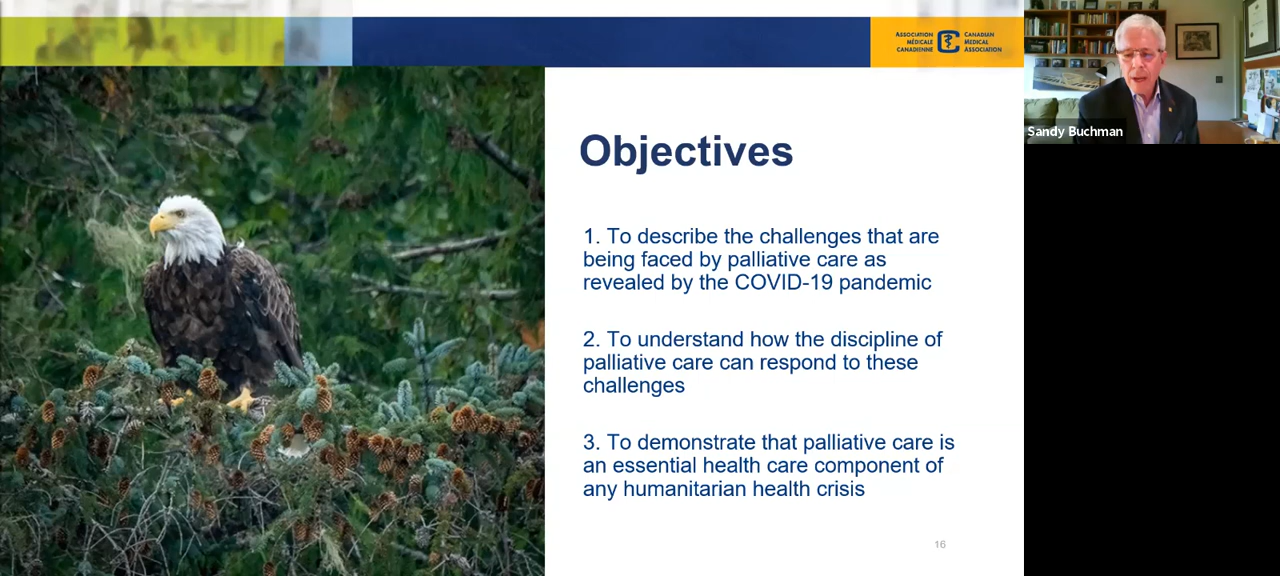 ASSOCIATION
MÉDICALE
CANADIENNE
CANADIAN
MEDICAL
ASSOCIATION
Sandy Buchman
Objectives
1. To describe the challenges that are
being faced by palliative care as
revealed by the COVID-19 pandemic
2. To understand how the discipline of
palliative care can respond to these
challenges
3. To demonstrate that palliative care is
an essential health care component of
any humanitarian health crisis
16